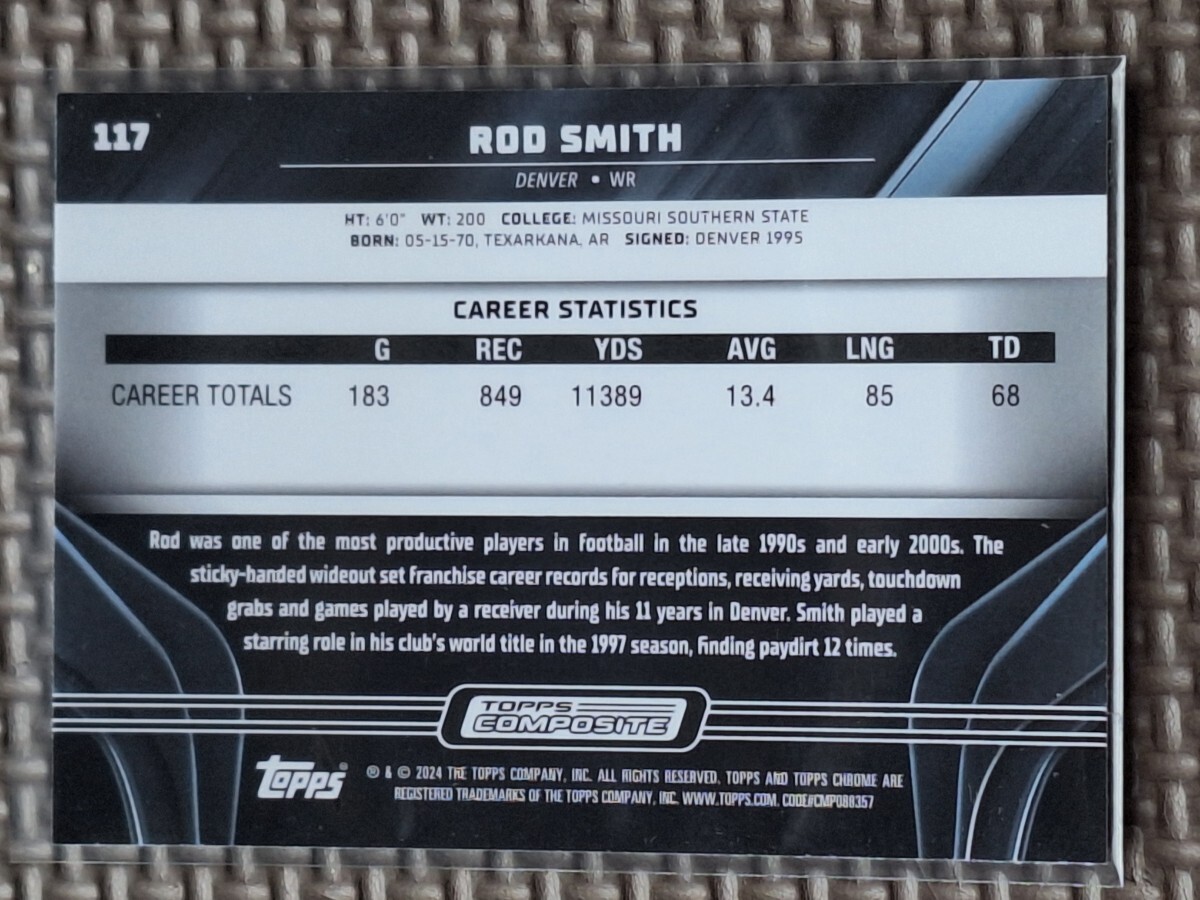 117
ROD SMITH
DENVER • WR
HT: 6'0" WT: 200 COLLEGE: MISSOURI SOUTHERN STATE
BORN: 05-15-70, TEXARKANA, AR SIGNED: DENVER 1995
CAREER STATISTICS
G REC YDS AVG LNG TD
CAREER TOTALS 183 849 11389 13.4 85 68
Rod was one of the most productive players in football in the late 1990s and early 2000s. The
sticky-handed wideout set franchise career records for receptions, receiving yards, touchdown
grabs and games played by a receiver during his 11 years in Denver. Smith played a
starring role in his club's world title in the 1997 season, finding paydirt 12 times.
TOPPS
COMPOSITE
topps®
® & © 2024 THE TOPPS COMPANY, INC. ALL RIGHTS RESERVED. TOPPS AND TOPPS CHROME ARE
REGISTERED TRADEMARKS OF THE TOPPS COMPANY, INC. WWW.TOPPS.COM. CODE#CMP088357